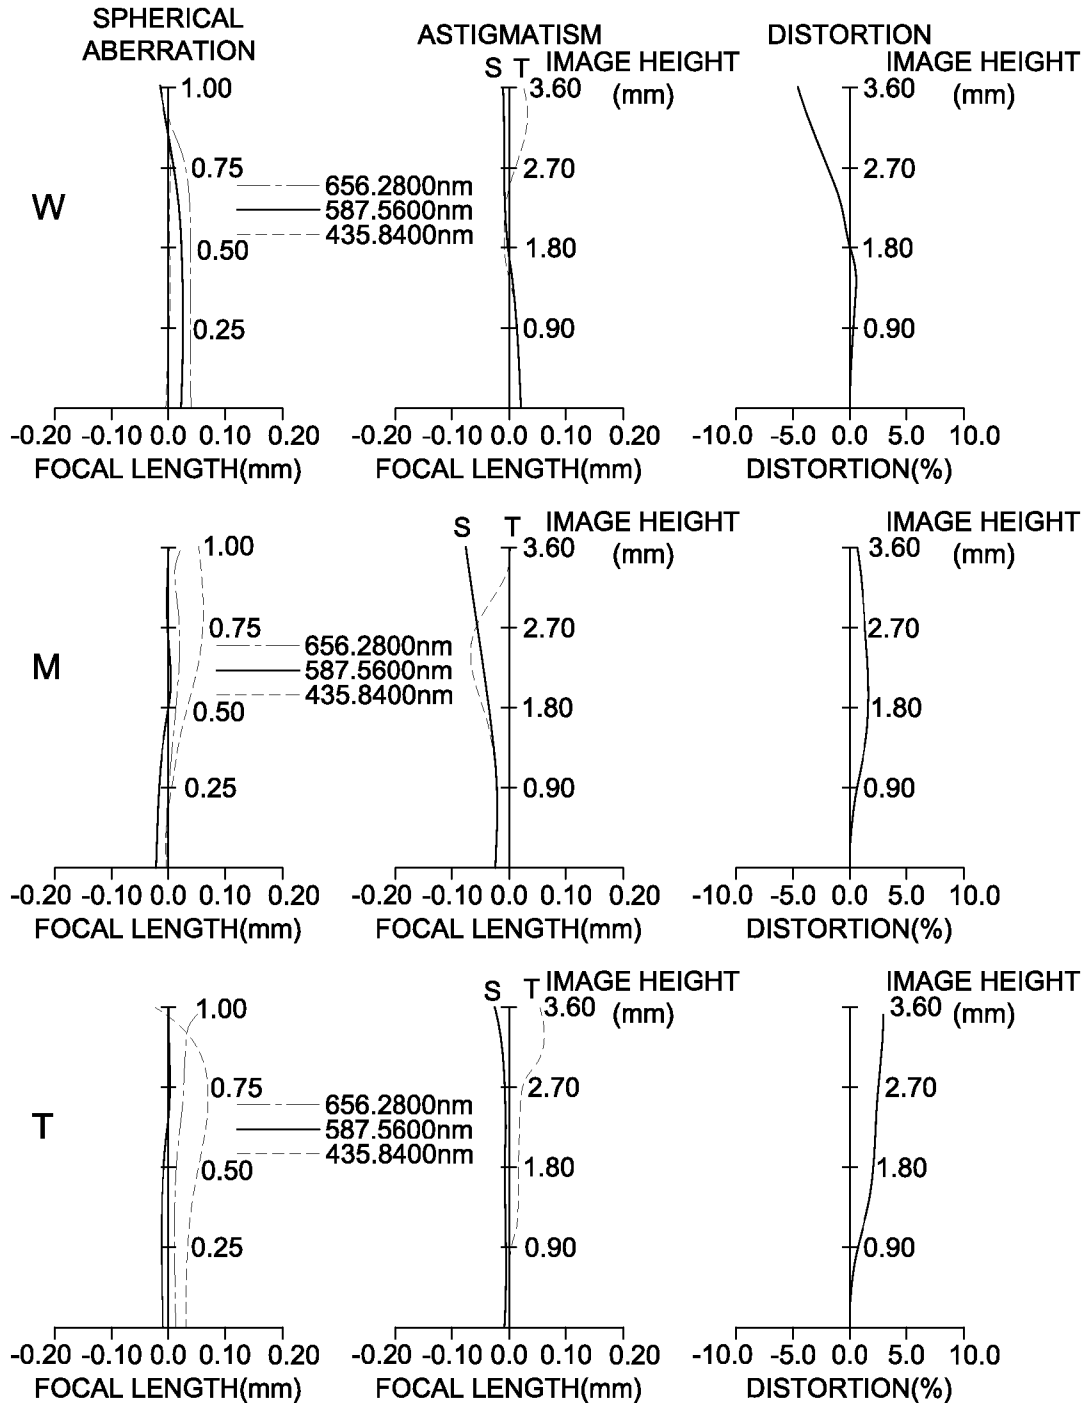 SPHERICAL
ABERRATION
ASTIGMATISM
DISTORTION
S T IMAGE HEIGHT
(mm)
IMAGE HEIGHT
(mm)
W
1.00
0.75
0.50
0.25
656.2800nm
587.5600nm
435.8400nm
3.60
2.70
1.80
0.90
3.60
2.70
1.80
0.90
-0.20 -0.10 0.0 0.10 0.20
FOCAL LENGTH(mm)
-0.20 -0.10 0.0 0.10 0.20
FOCAL LENGTH(mm)
-10.0 -5.0 0.0 5.0 10.0
DISTORTION(%)
S T IMAGE HEIGHT
(mm)
IMAGE HEIGHT
(mm)
M
1.00
0.75
0.50
0.25
656.2800nm
587.5600nm
435.8400nm
3.60
2.70
1.80
0.90
3.60
2.70
1.80
0.90
-0.20 -0.10 0.0 0.10 0.20
FOCAL LENGTH(mm)
-0.20 -0.10 0.0 0.10 0.20
FOCAL LENGTH(mm)
-10.0 -5.0 0.0 5.0 10.0
DISTORTION(%)
S T IMAGE HEIGHT
(mm)
IMAGE HEIGHT
(mm)
T
1.00
0.75
0.50
0.25
656.2800nm
587.5600nm
435.8400nm
3.60
2.70
1.80
0.90
3.60
2.70
1.80
0.90
-0.20 -0.10 0.0 0.10 0.20
FOCAL LENGTH(mm)
-0.20 -0.10 0.0 0.10 0.20
FOCAL LENGTH(mm)
-10.0 -5.0 0.0 5.0 10.0
DISTORTION(%)